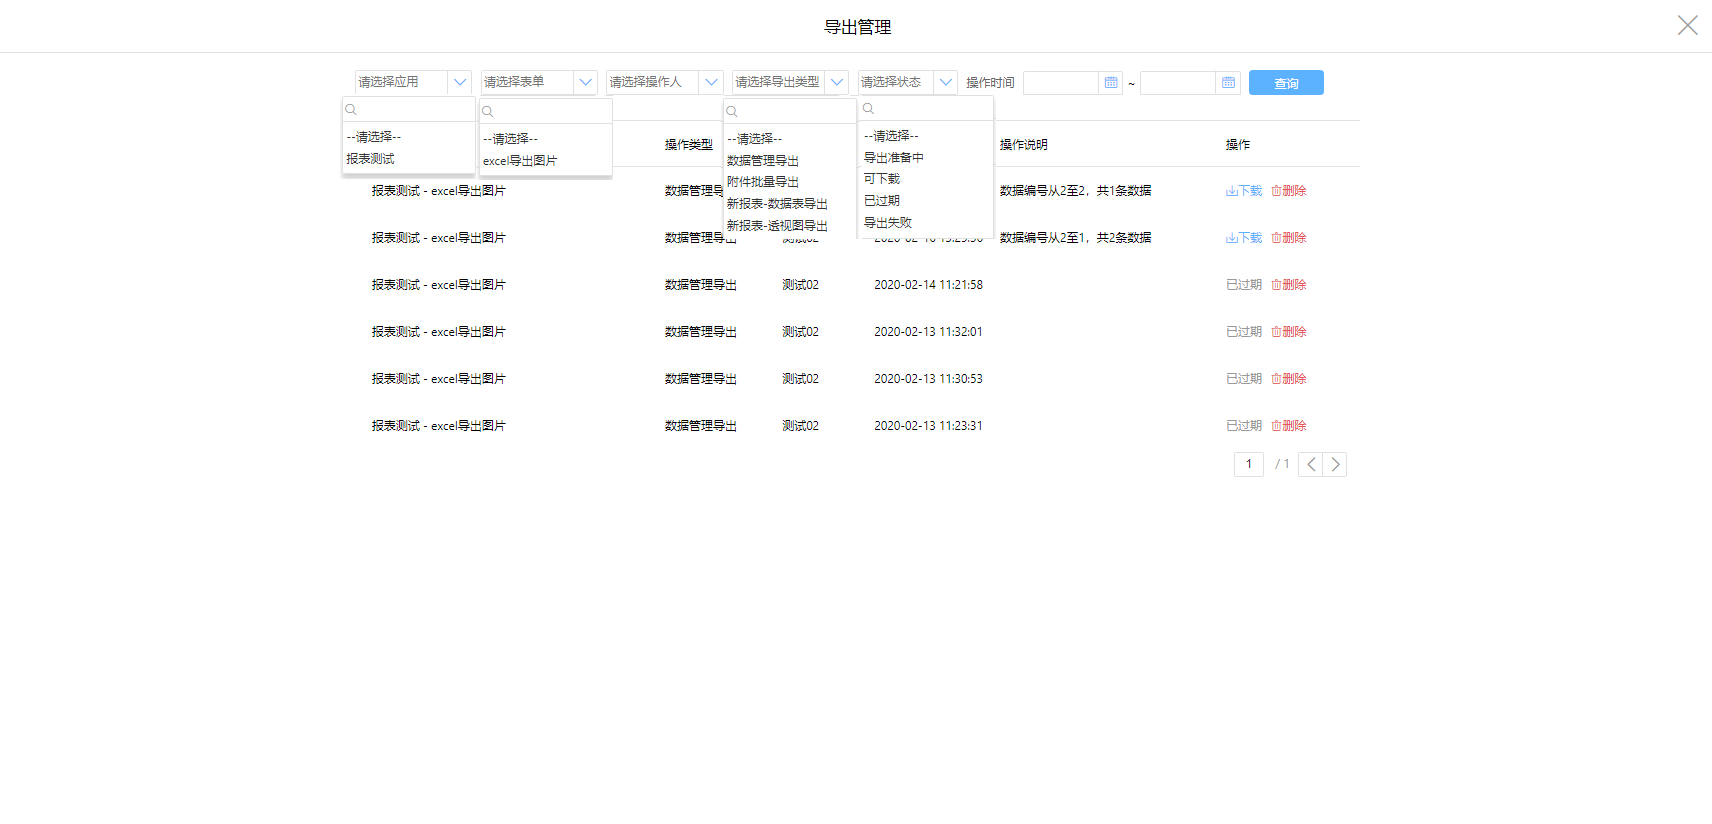 导出管理
请选择应用 请选择表单 请选择操作人 请选择导出类型 请选择状态 操作时间 ~ 查询
--请选择--
报表测试
--请选择--
excel导出图片
--请选择--
数据管理导出
附件批量导出
新报表-数据表导出
新报表-透视图导出
--请选择--
导出准备中
可下载
已过期
导出失败
操作类型 操作说明 操作
报表测试 - excel导出图片 数据管理导 数据编号从2至2，共1条数据 下载 删除
报表测试 - excel导出图片 数据管理导 数据编号从2至1，共2条数据 下载 删除
报表测试 - excel导出图片 数据管理导出 测试02 2020-02-14 11:21:58 已过期 删除
报表测试 - excel导出图片 数据管理导出 测试02 2020-02-13 11:32:01 已过期 删除
报表测试 - excel导出图片 数据管理导出 测试02 2020-02-13 11:30:53 已过期 删除
报表测试 - excel导出图片 数据管理导出 测试02 2020-02-13 11:23:31 已过期 删除
1 / 1